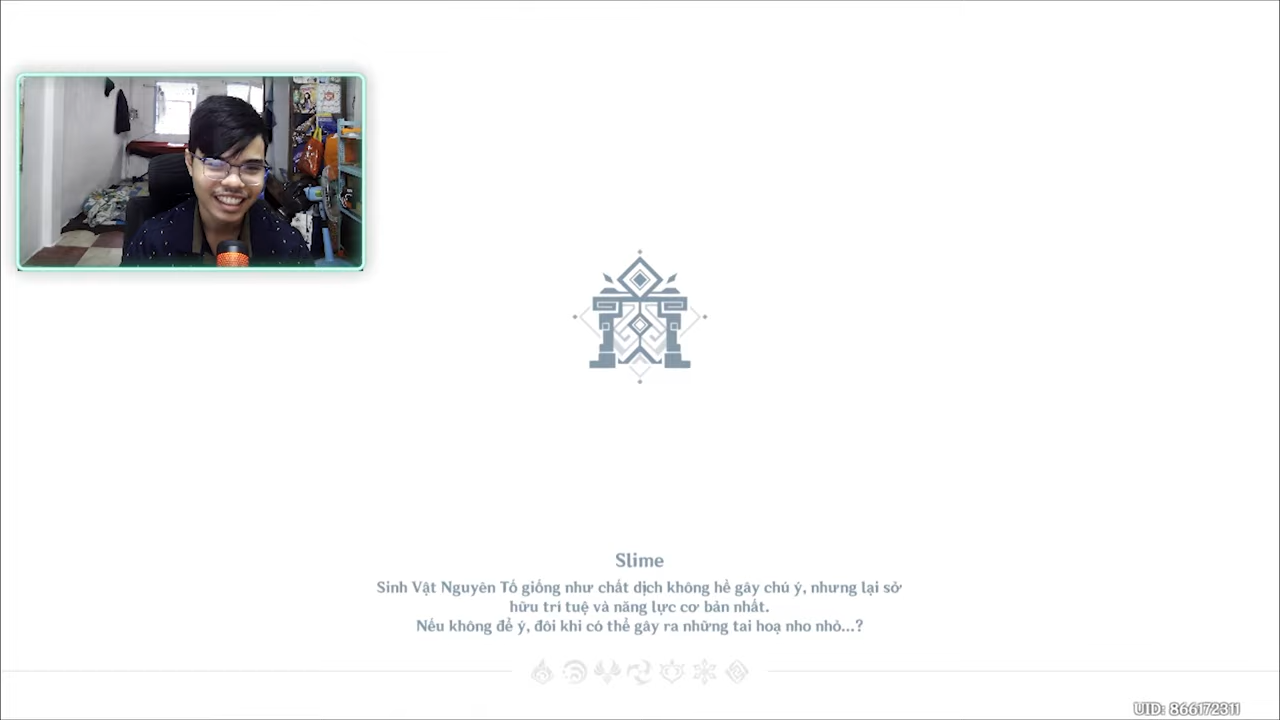 Slime
Sinh Vật Nguyên Tố giống như chất dịch không hề gây chú ý, nhưng lại sở
hữu trí tuệ và năng lực cơ bản nhất.
Nếu không để ý, đôi khi có thể gây ra những tai hoạ nho nhỏ...?
UID: 866172311